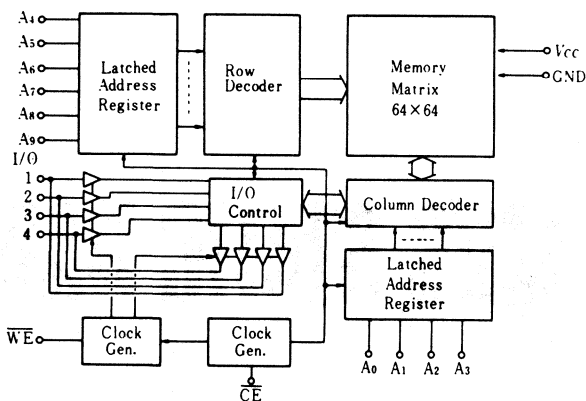 A4
A5
A6
A7
A8
A9
Latched
Address
Register
Row
Decoder
Memory
Matrix
64×64
Vcc
GND
I/O
1
2
3
4
I/O
Control
Column Decoder
Latched
Address
Register
WE
Clock
Gen.
Clock
Gen.
CE
A0
A1
A2
A3